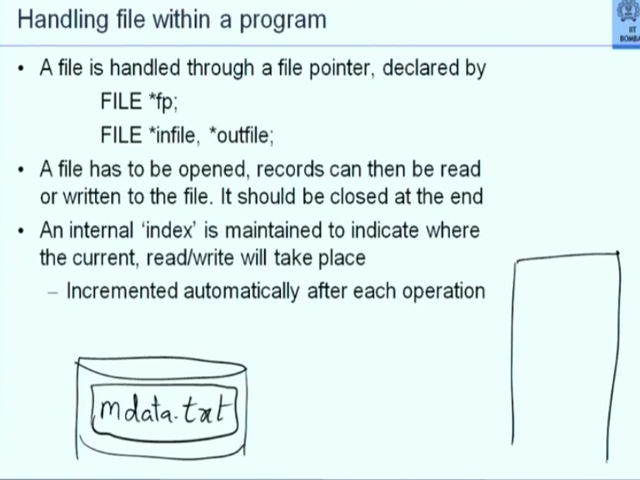 Handling file within a program
IIT
BOMBA
• A file is handled through a file pointer, declared by
FILE *fp;
FILE *infile, *outfile;
• A file has to be opened, records can then be read
or written to the file. It should be closed at the end
• An internal ‘index’ is maintained to indicate where
the current, read/write will take place
– Incremented automatically after each operation
mdata.txt